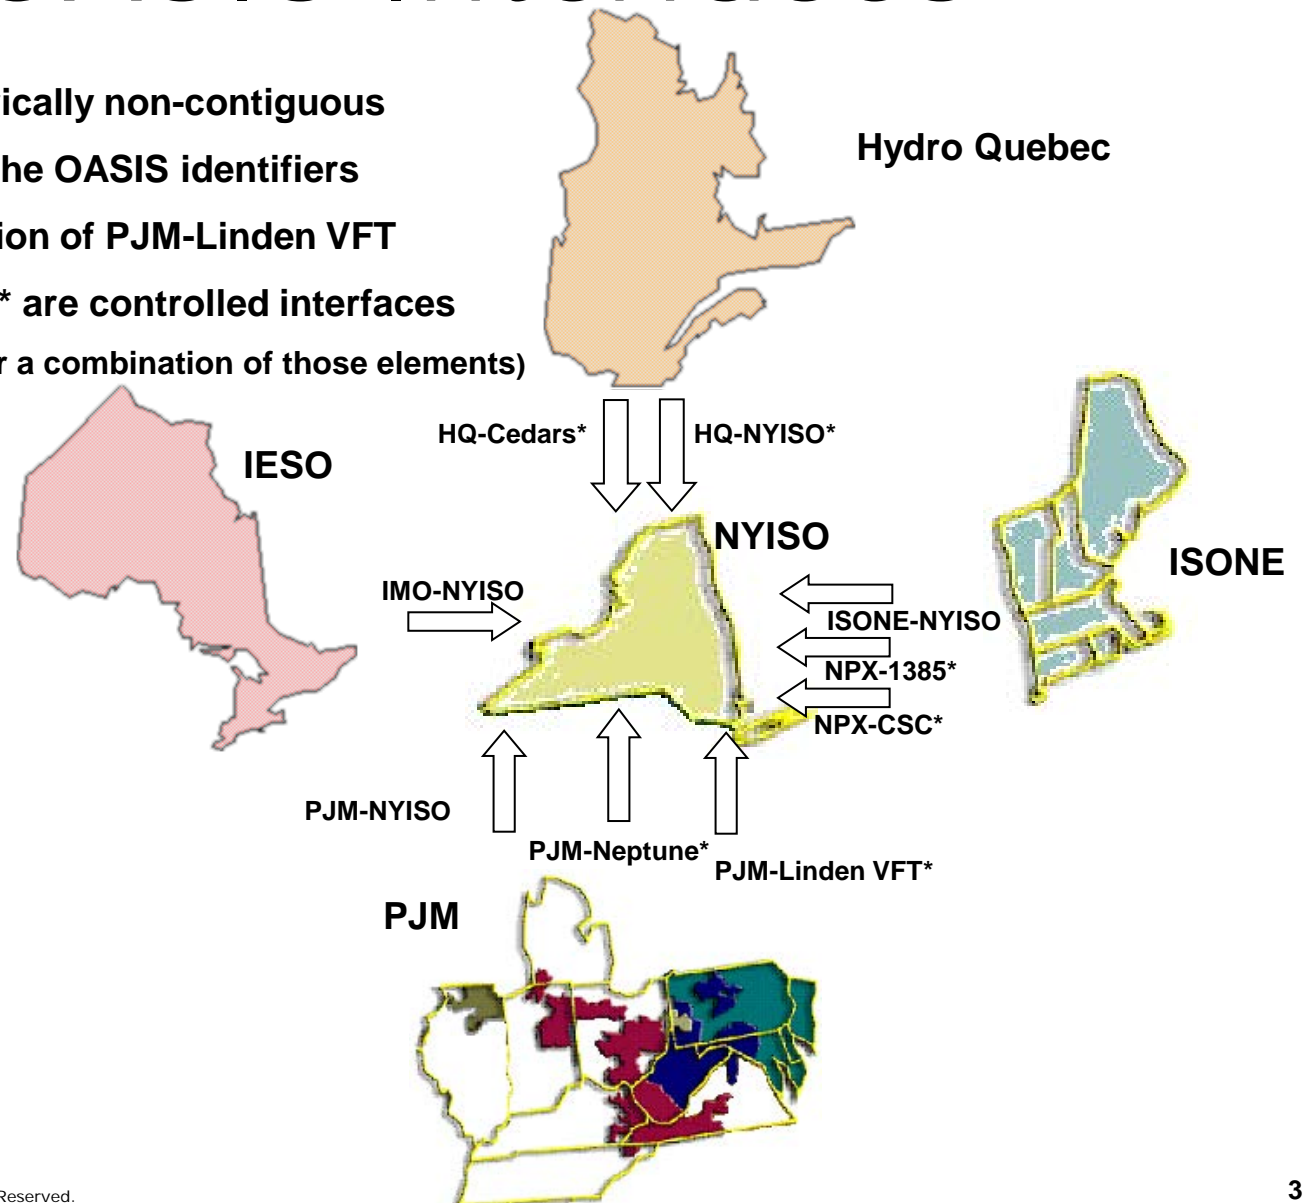 non-contiguous
he OASIS identifiers
of PJM-Linden VFT
* are controlled interfaces
a combination of those elements)
Hydro Quebec
HQ-Cedars*
HQ-NYISO*
IESO
NYISO
ISONE
IMO-NYISO
ISONE-NYISO
NPX-1385*
NPX-CSC*
PJM-NYISO
PJM-Neptune*
PJM-Linden VFT*
PJM
Reserved.
3